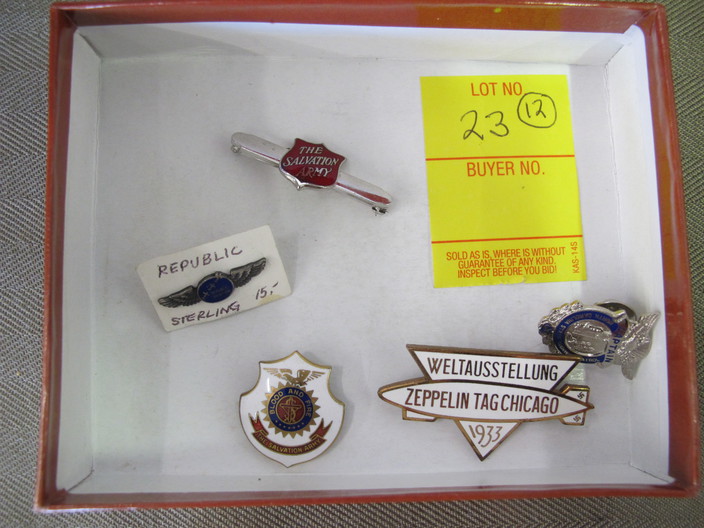 LOT NO.
23 12
BUYER NO.
SOLD AS IS, WHERE IS WITHOUT
GUARANTEE OF ANY KIND.
INSPECT BEFORE YOU BID!
KAS-145
THE
SALVATION
ARMY
REPUBLIC
STERLING 15,-
BLOOD AND FIRE
THE SALVATION ARMY
WELTAUSSTELLUNG
ZEPPELIN TAG CHICAGO
1933